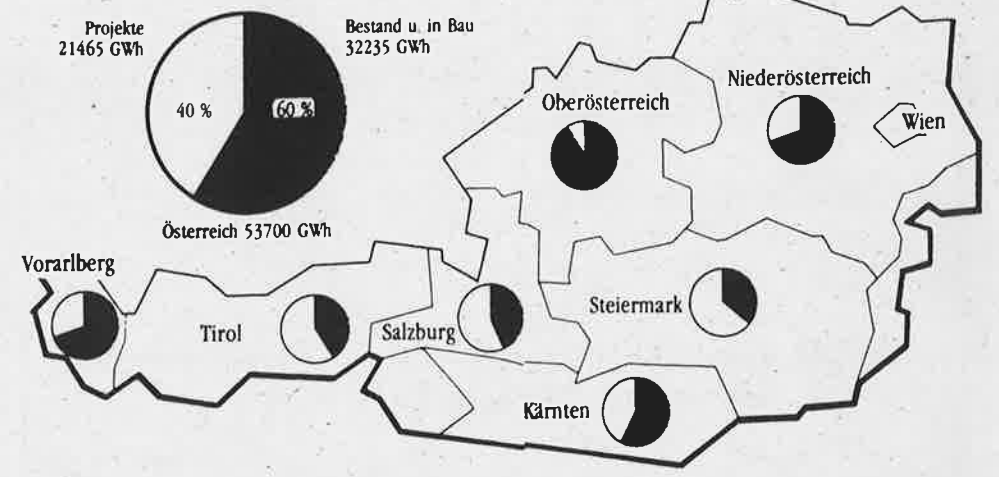 Projekte
21465 GWh
Bestand u. in Bau
32235 GWh
40 %
60 %
Österreich 53700 GWh
Oberösterreich
Niederösterreich
Wien
Vorarlberg
Tirol
Salzburg
Steiermark
Kärnten